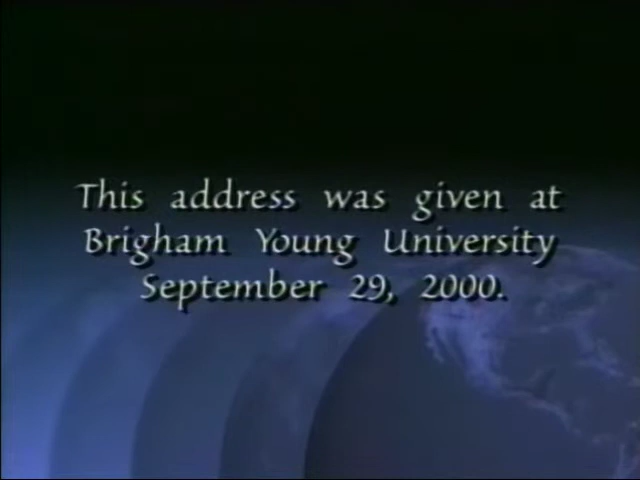 This address was given at
Brigham Young University
September 29, 2000.